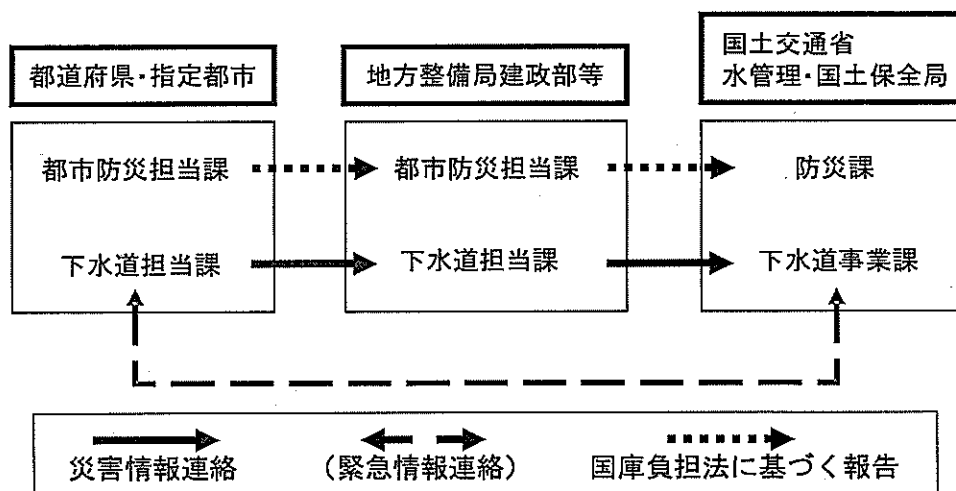 都道府県・指定都市
地方整備局建政部等
国土交通省
水管理・国土保全局
都市防災担当課
都市防災担当課
防災課
下水道担当課
下水道担当課
下水道事業課
災害情報連絡
(緊急情報連絡)
国庫負担法に基づく報告